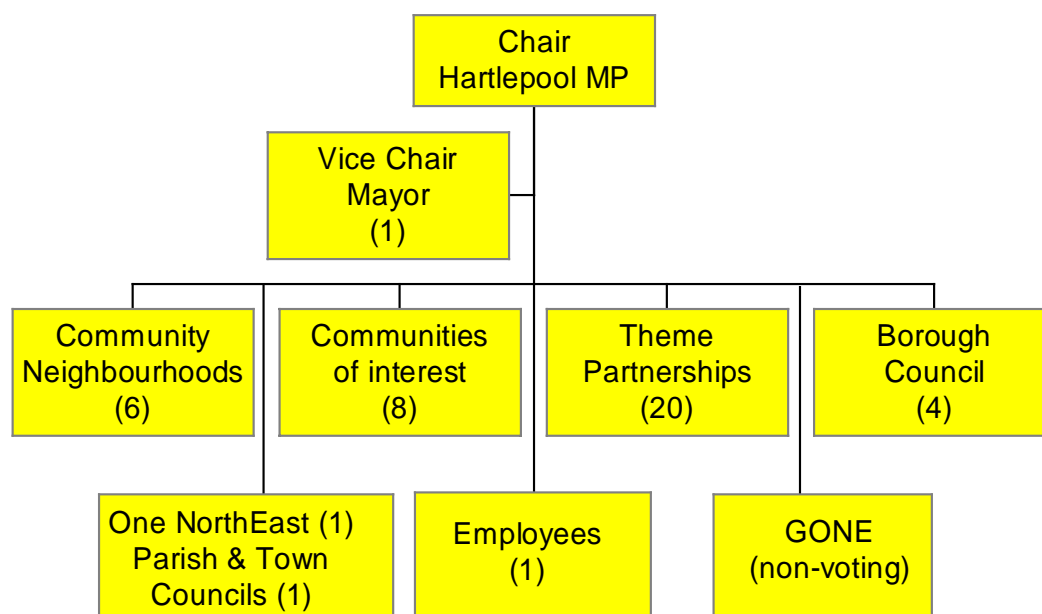 Chair
Hartlepool MP
Vice Chair
Mayor
(1)
Community
Neighbourhoods
(6)
Communities
of interest
(8)
Theme
Partnerships
(20)
Borough
Council
(4)
One NorthEast (1)
Parish & Town
Councils (1)
Employees
(1)
GONE
(non-voting)